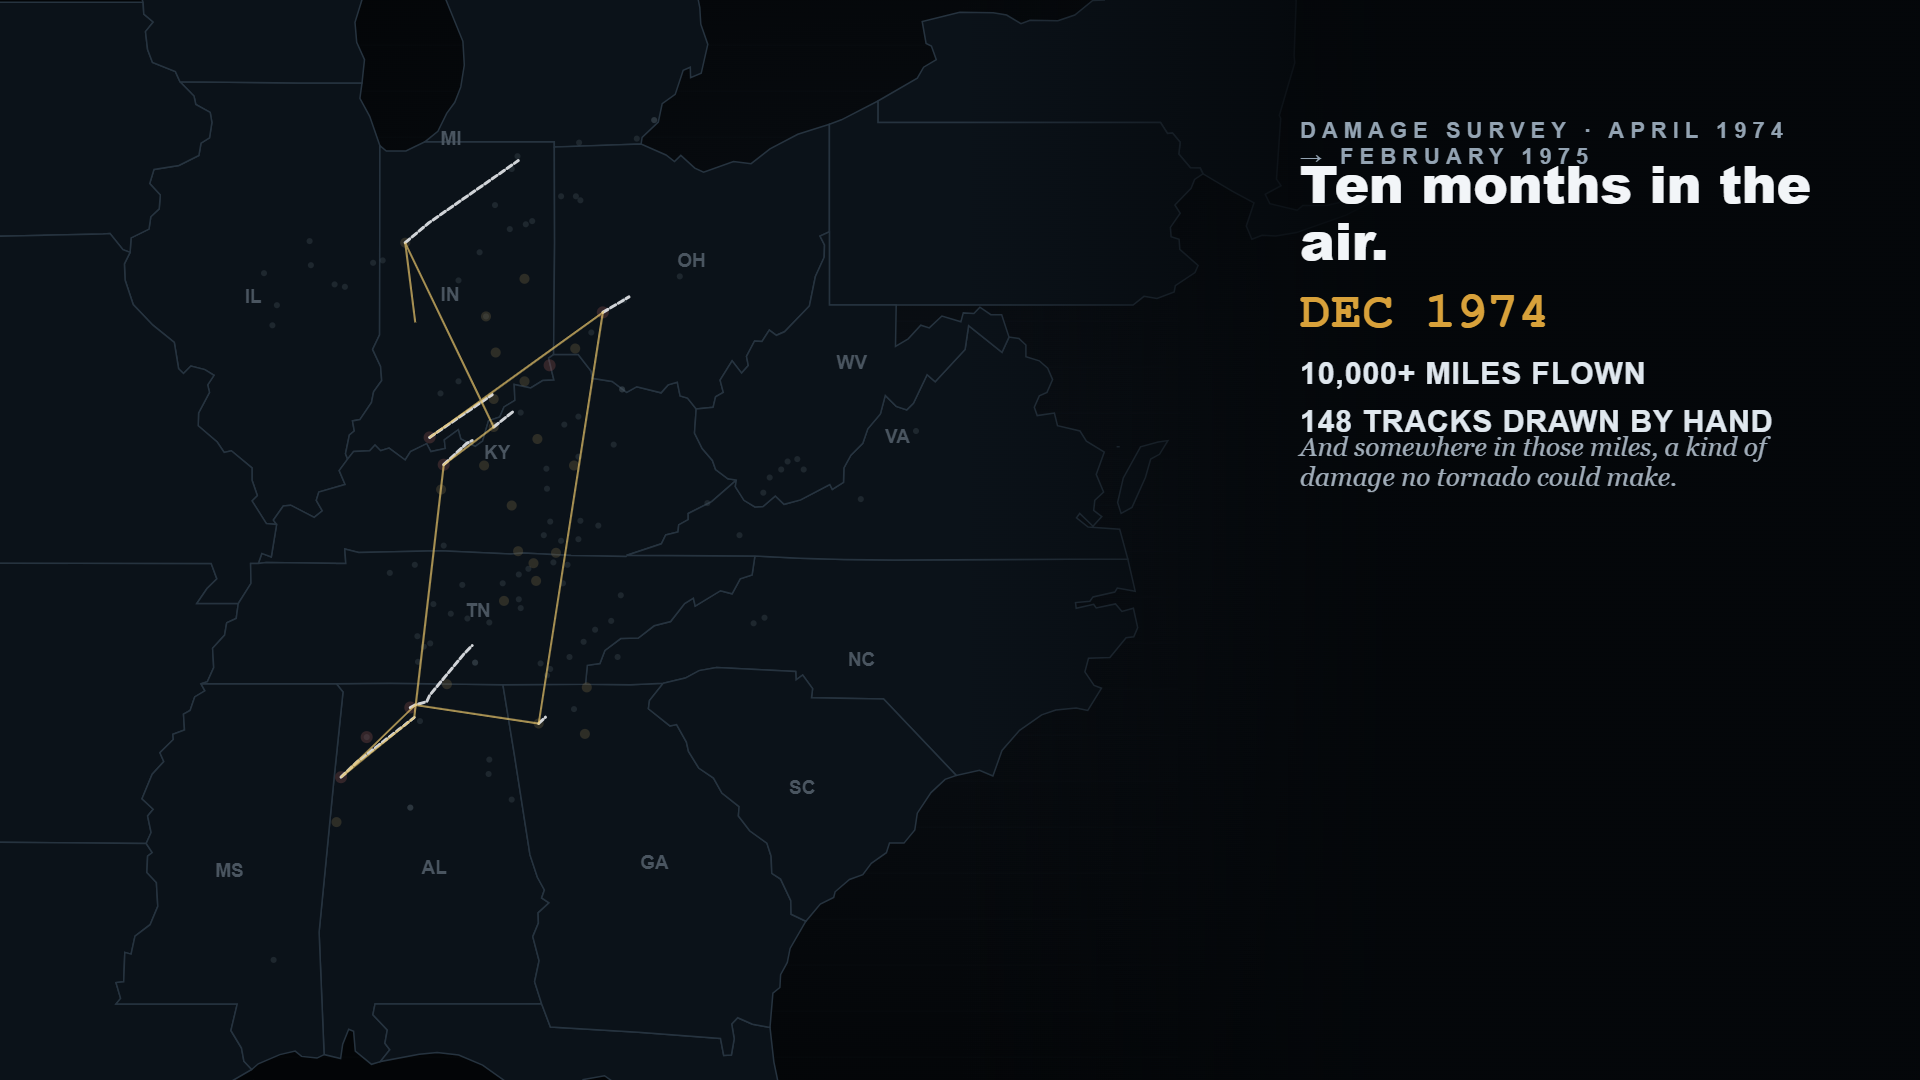 DAMAGE SURVEY · APRIL 1974
→ FEBRUARY 1975
Ten months in the
air.
DEC 1974
10,000+ MILES FLOWN
148 TRACKS DRAWN BY HAND
And somewhere in those miles, a kind of
damage no tornado could make.
MI
OH
IN
IL
WV
VA
KY
TN
NC
SC
GA
AL
MS